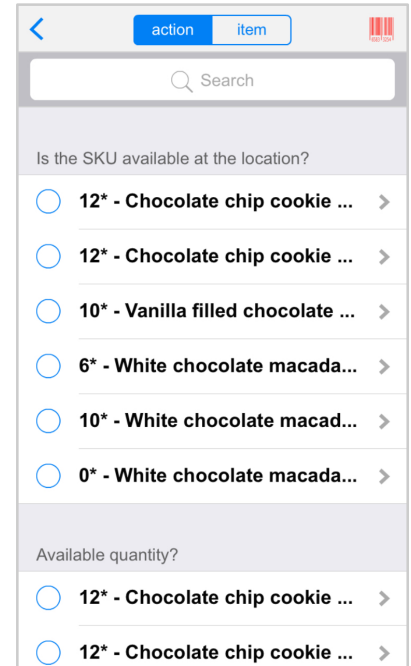 action item
Search
Is the SKU available at the location?
12* - Chocolate chip cookie ...
12* - Chocolate chip cookie ...
10* - Vanilla filled chocolate ...
6* - White chocolate macada...
10* - White chocolate macad...
0* - White chocolate macada...
Available quantity?
12* - Chocolate chip cookie ...
12* - Chocolate chip cookie ...